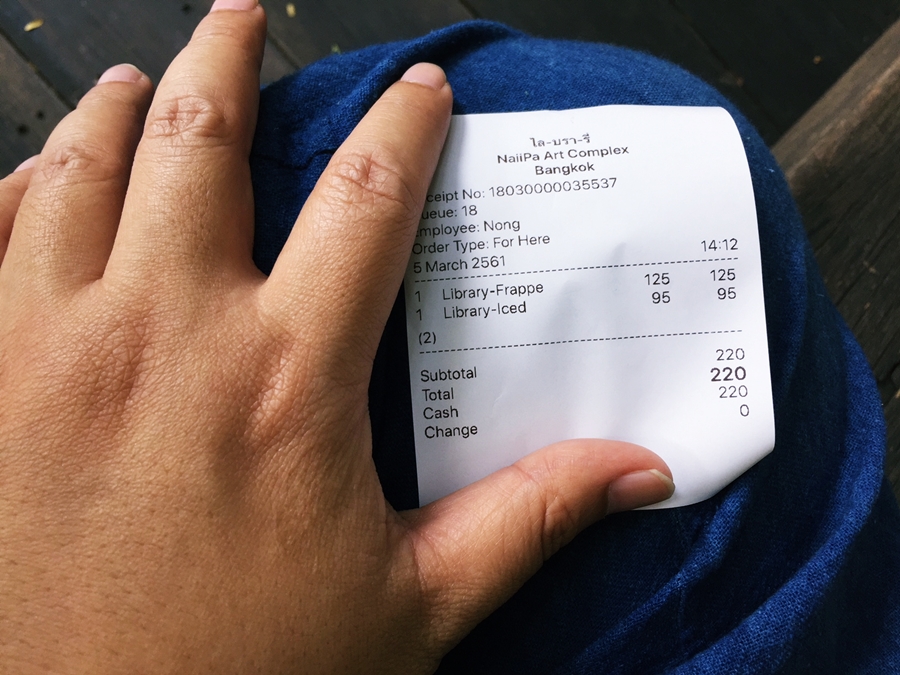 ไล-บรา-รี่
NaiiPa Art Complex
Bangkok
ceipt No: 18030000035537
ueue: 18
mployee: Nong
Order Type: For Here
5 March 2561 14:12
1 Library-Frappe 125 125
1 Library-Iced 95 95
(2)
Subtotal 220
Total 220
Cash 220
Change 0